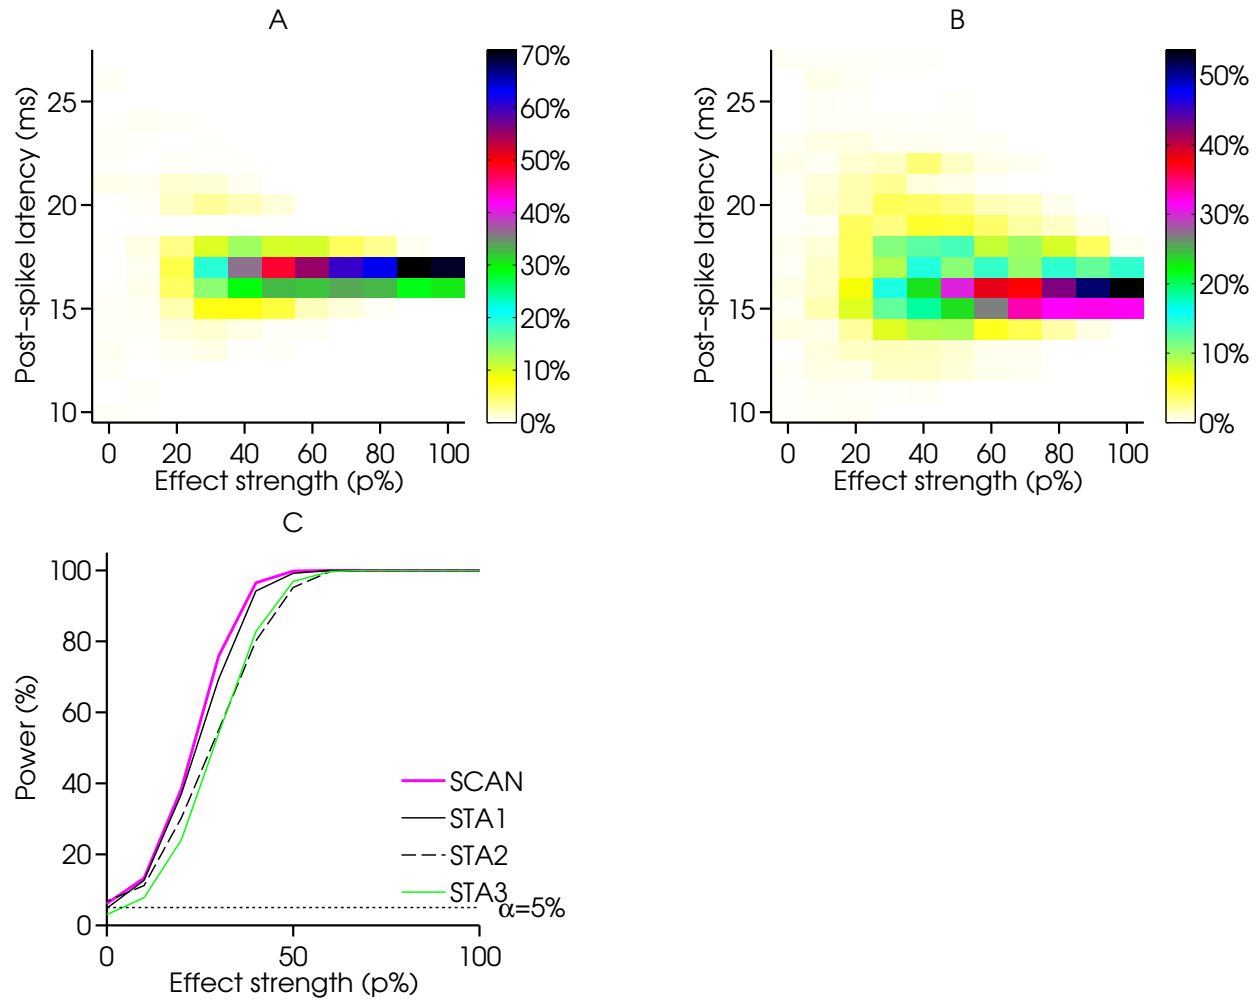 A
Post-spike latency (ms)
25
20
15
10
0 20 40 60 80 100
Effect strength (p%)
70%
60%
50%
40%
30%
20%
10%
0%
B
Post-spike latency (ms)
25
20
15
10
0 20 40 60 80 100
Effect strength (p%)
50%
40%
30%
20%
10%
0%
C
Power (%)
100
80
60
40
20
0
0 50 100
Effect strength (p%)
SCAN
STA1
STA2
STA3
α=5%